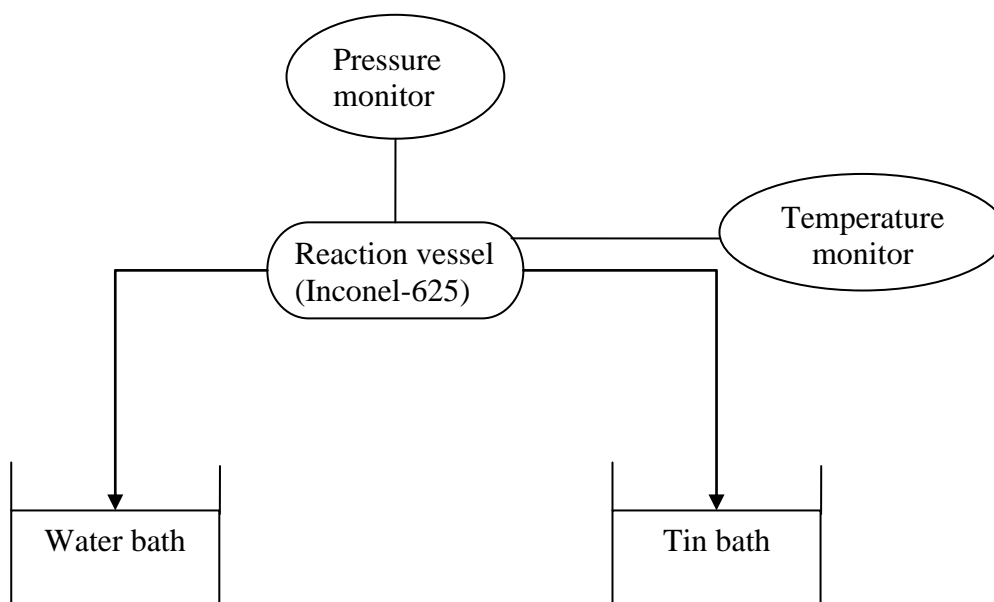 Pressure
monitor
Temperature
monitor
Reaction vessel
(Inconel-625)
Water bath
Tin bath